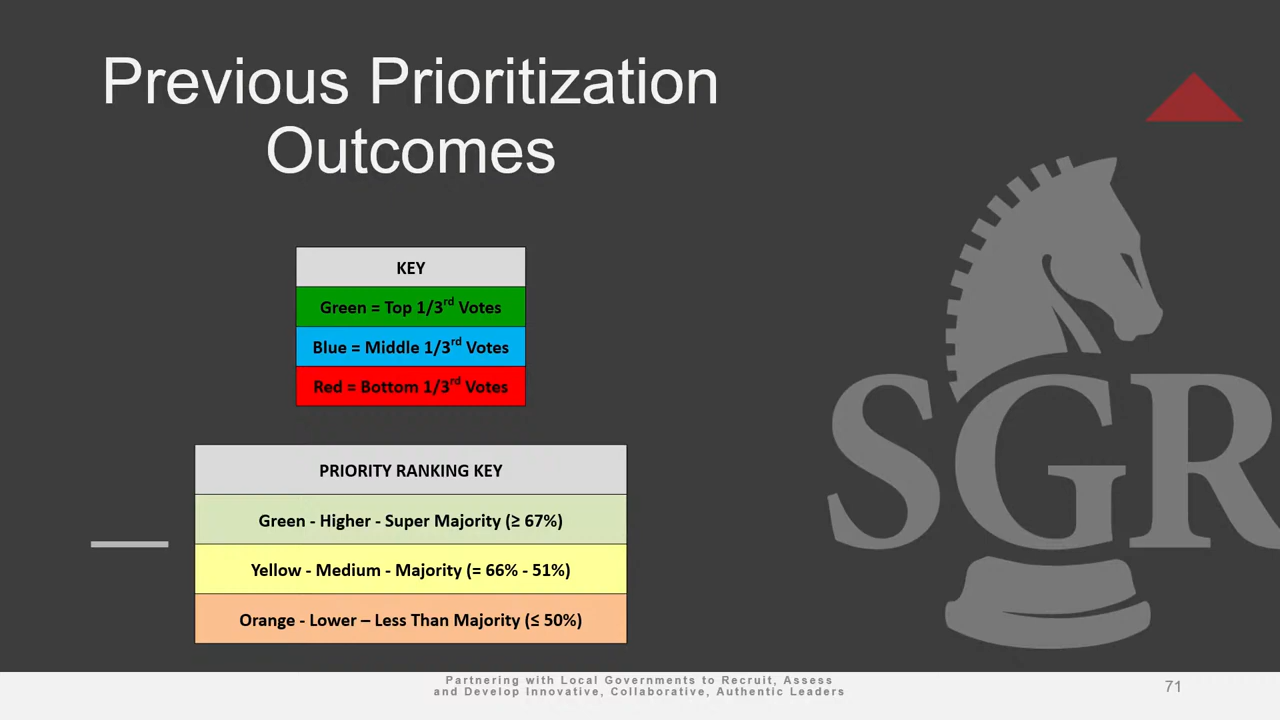 Previous Prioritization
Outcomes
KEY
Green = Top 1/3rd Votes
Blue = Middle 1/3rd Votes
Red = Bottom 1/3rd Votes
PRIORITY RANKING KEY
Green - Higher - Super Majority (≥ 67%)
Yellow - Medium - Majority (= 66% - 51%)
Orange - Lower – Less Than Majority (≤ 50%)
SGR
Partnering with Local Governments to Recruit, Assess
and Develop Innovative, Collaborative, Authentic Leaders
71